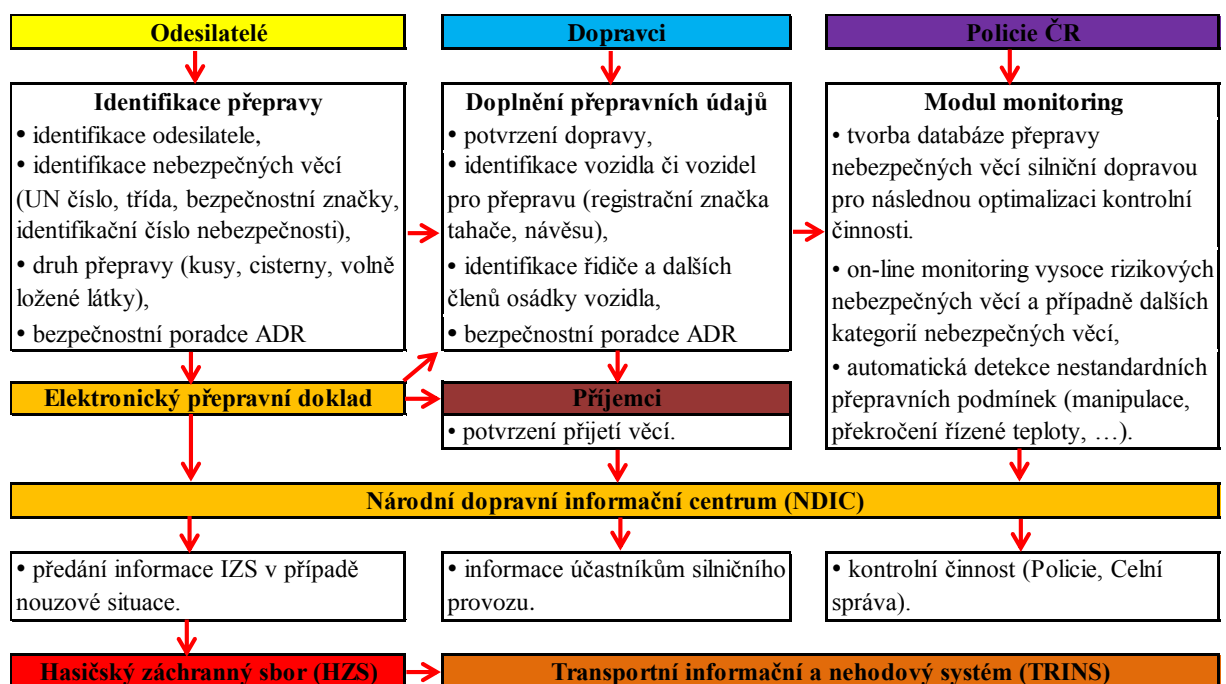 Odesilatelé
Identifikace přepravy
• identifikace odesilatele,
• identifikace nebezpečných věcí
(UN číslo, třída, bezpečnostní značky,
identifikační číslo nebezpečnosti),
• druh přepravy (kusy, cisterny, volně
ložené látky),
• bezpečnostní poradce ADR
Elektronický přepravní doklad
Dopravci
Doplnění přepravních údajů
• potvrzení dopravy,
• identifikace vozidla či vozidel
pro přepravu (registrační značka
tahače, návěsu),
• identifikace řidiče a dalších
členů osádky vozidla,
• bezpečnostní poradce ADR
Příjemci
• potvrzení přijetí věcí.
Policie ČR
Modul monitoring
• tvorba databáze přepravy
nebezpečných věcí silniční dopravou
pro následnou optimalizaci kontrolní
činnosti.
• on-line monitoring vysoce rizikových
nebezpečných věcí a případně dalších
kategorií nebezpečných věcí,
• automatická detekce nestandardních
přepravních podmínek (manipulace,
překročení řízené teploty, …).
Národní dopravní informační centrum (NDIC)
• předání informace IZS v případě
nouzové situace.
• informace účastníkům silničního
provozu.
• kontrolní činnost (Policie, Celní
správa).
Hasičský záchranný sbor (HZS)
Transportní informační a nehodový systém (TRINS)